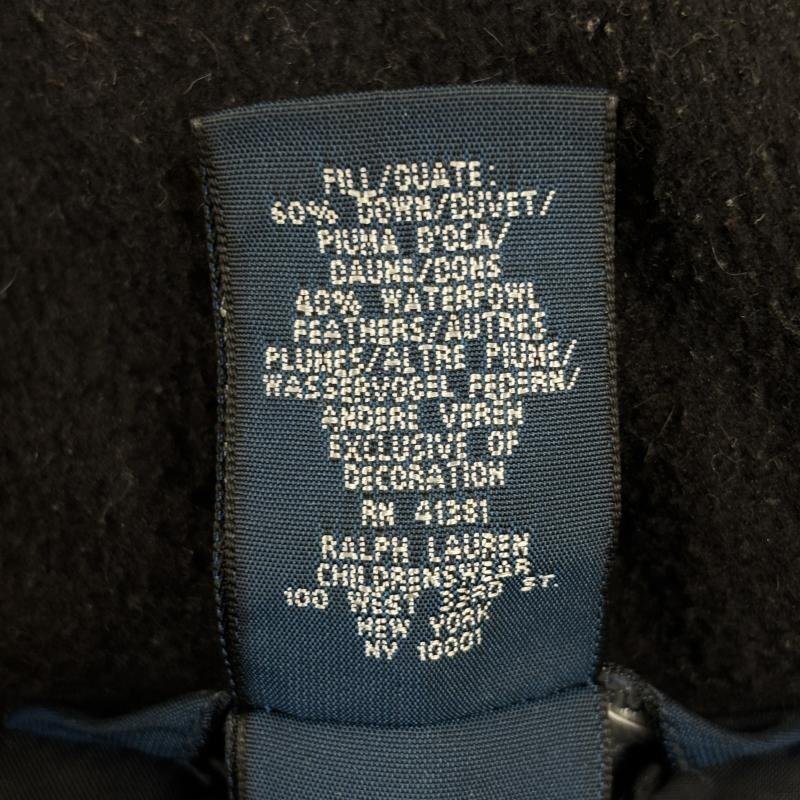 FILL/GUATE:
60% DOWN/DUVET/
PIUMA D'OCA/
DAUNE/DONS
40% WATERFOWL
FEATHERS/AUTRES
PLUMES/ALTRE PIUME/
WASSERVOGEL FEDERN/
ANDERE VEREN
EXCLUSIVE OF
DECORATION
RN 41381
RALPH LAUREN
CHILDRENSWEAR
100 WEST 33RD ST.
NEW YORK
NY 10001